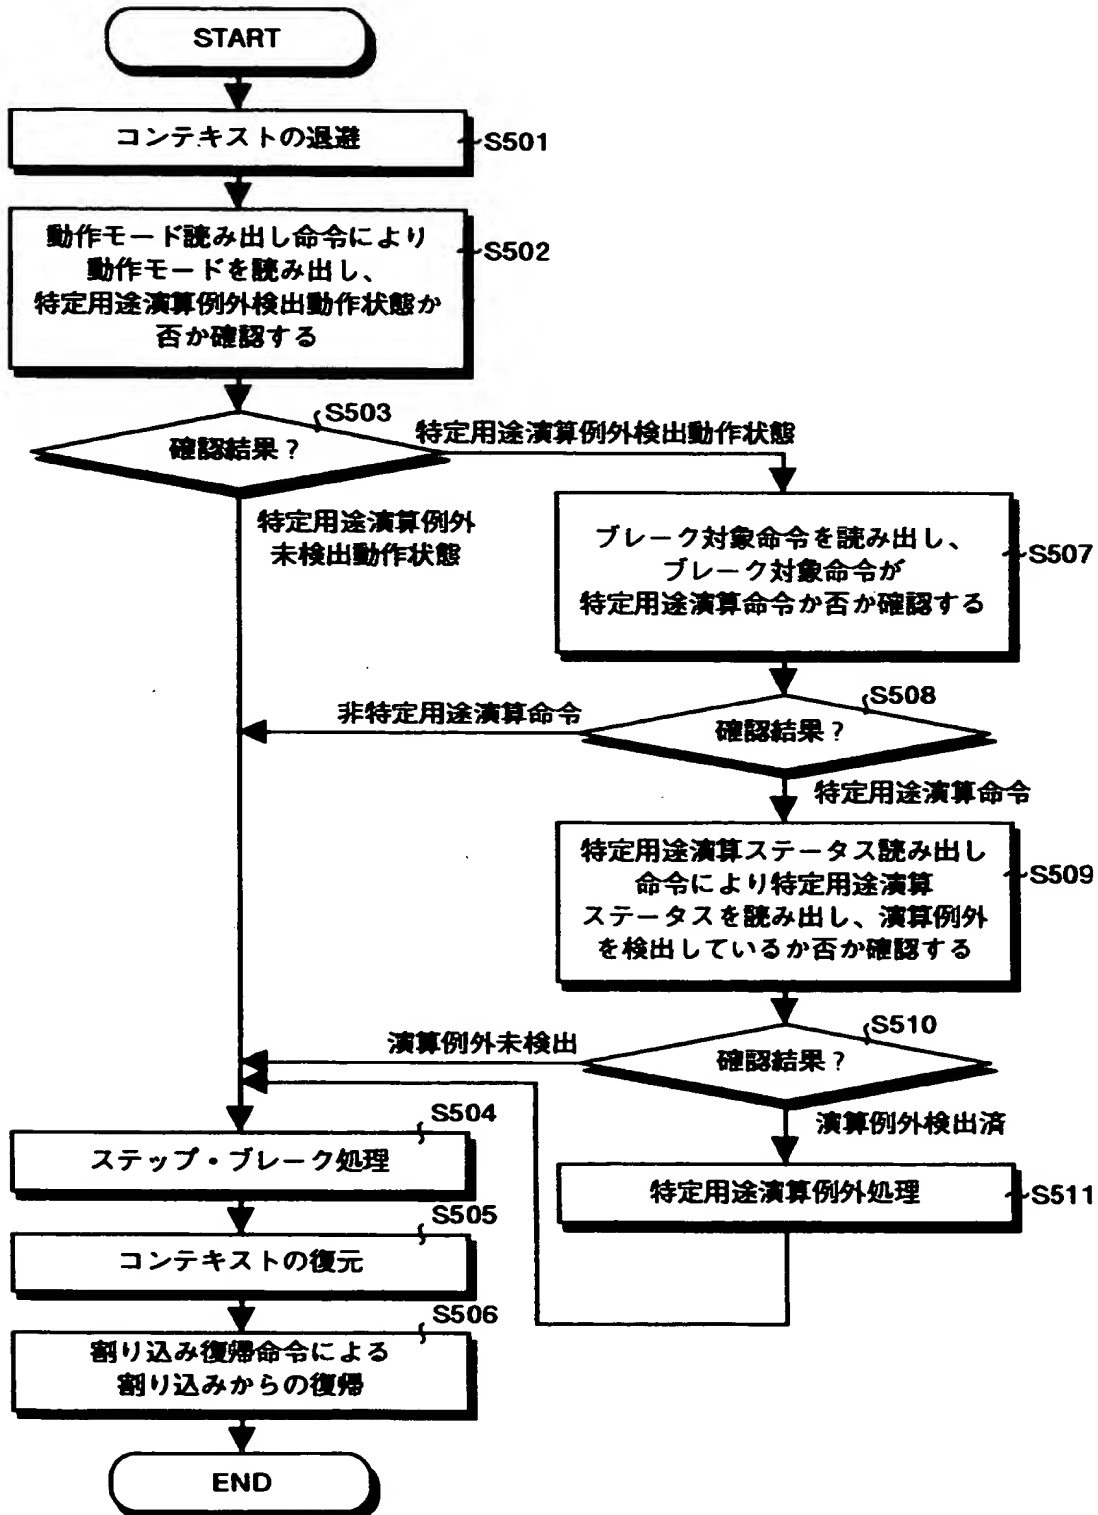 START
コンテキストの退避
S501
動作モード読み出し命令により
動作モードを読み出し、
特定用途演算例外検出動作状態か
否か確認する
S502
S503
確認結果？
特定用途演算例外検出動作状態
特定用途演算例外
未検出動作状態
ブレーク対象命令を読み出し、
ブレーク対象命令が
特定用途演算命令か否か確認する
S507
S508
非特定用途演算命令
確認結果？
特定用途演算命令
特定用途演算ステータス読み出し
命令により特定用途演算
ステータスを読み出し、演算例外
を検出しているか否か確認する
S509
S510
演算例外未検出
確認結果？
演算例外検出済
S504
ステップ・ブレーク処理
特定用途演算例外処理
S511
S505
コンテキストの復元
S506
割り込み復帰命令による
割り込みからの復帰
END